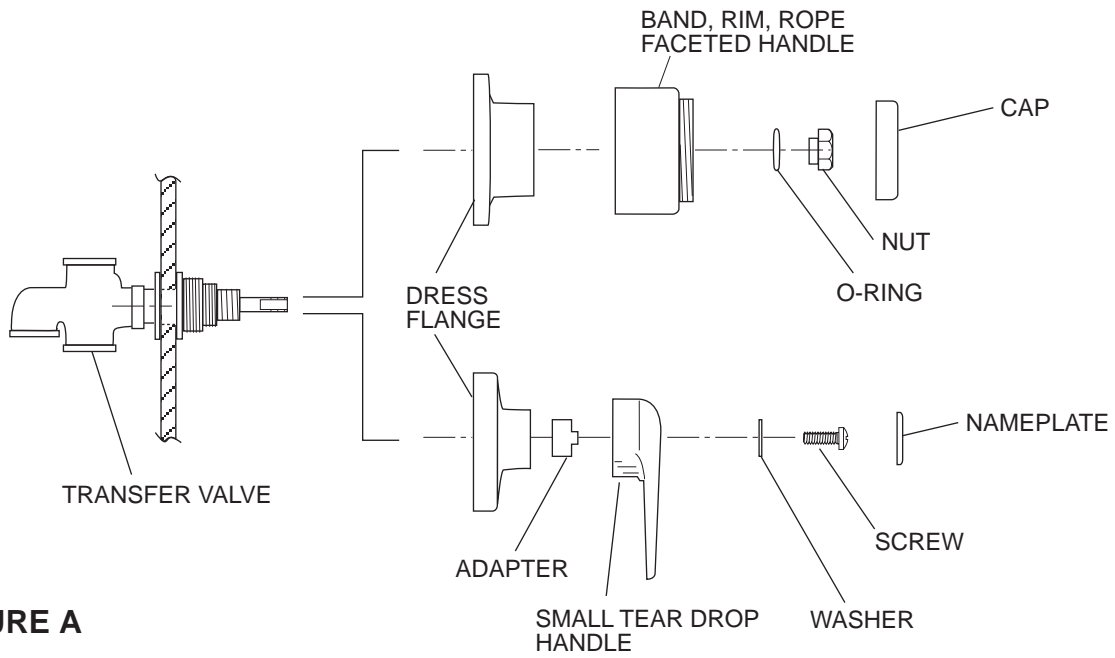 BAND, RIM, ROPE
FACETED HANDLE
CAP
NUT
O-RING
DRESS
FLANGE
NAMEPLATE
TRANSFER VALVE
SCREW
ADAPTER
SMALL TEAR DROP
HANDLE
WASHER
URE A